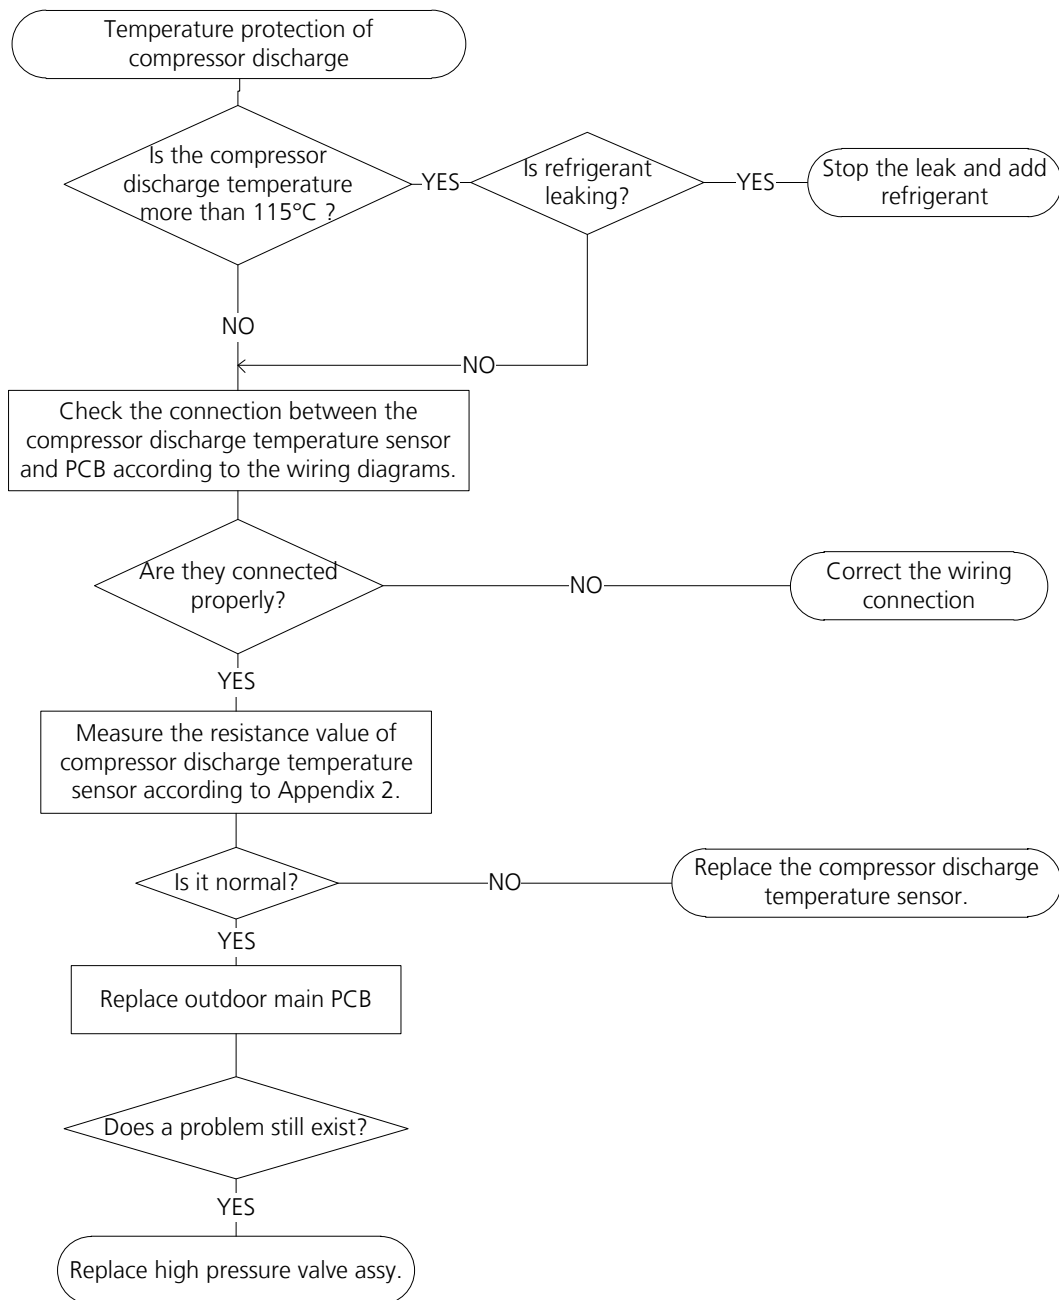 Temperature protection of
compressor discharge
Is the compressor
discharge temperature
more than 115°C ?
YES
Is refrigerant
leaking?
YES
Stop the leak and add
refrigerant
NO
NO
Check the connection between the
compressor discharge temperature sensor
and PCB according to the wiring diagrams.
Are they connected
properly?
NO
Correct the wiring
connection
YES
Measure the resistance value of
compressor discharge temperature
sensor according to Appendix 2.
Is it normal?
NO
Replace the compressor discharge
temperature sensor.
YES
Replace outdoor main PCB
Does a problem still exist?
YES
Replace high pressure valve assy.